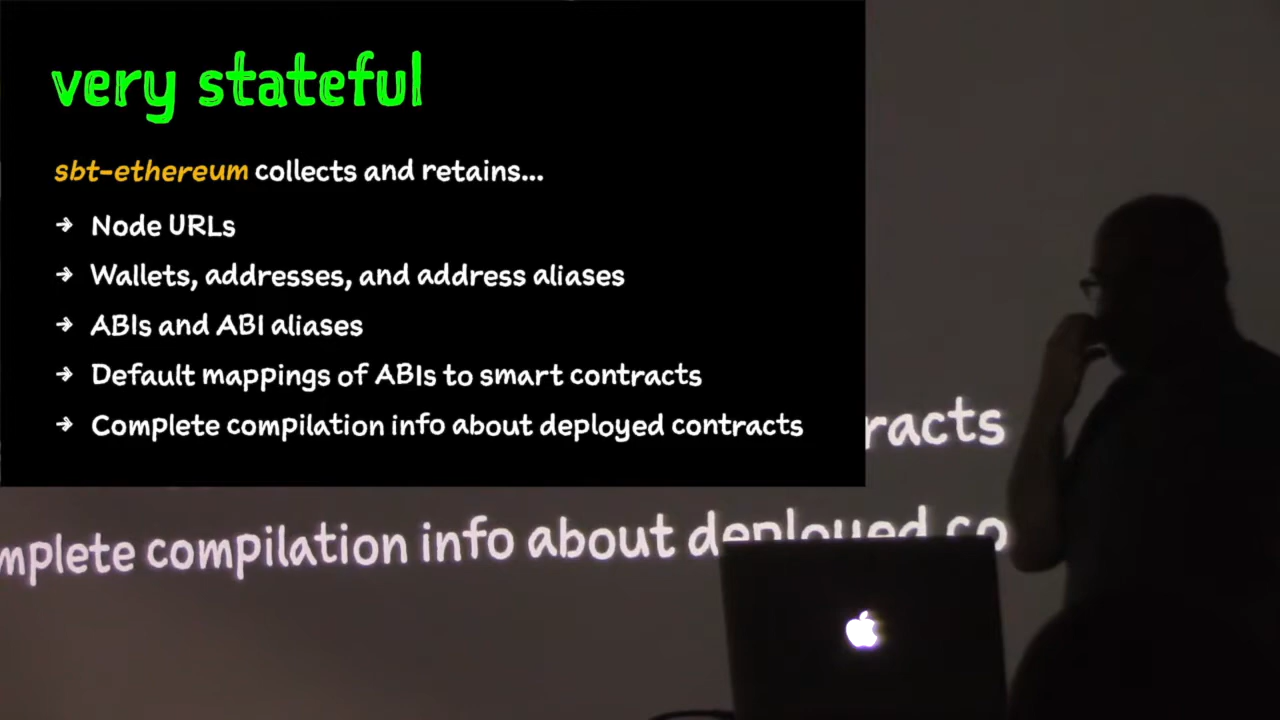 very stateful
sbt-ethereum collects and retains...
→ Node URLs
→ Wallets, addresses, and address aliases
→ ABIs and ABI aliases
→ Default mappings of ABIs to smart contracts
→ Complete compilation info about deployed contracts
racts
mplete compilation info about deployed co